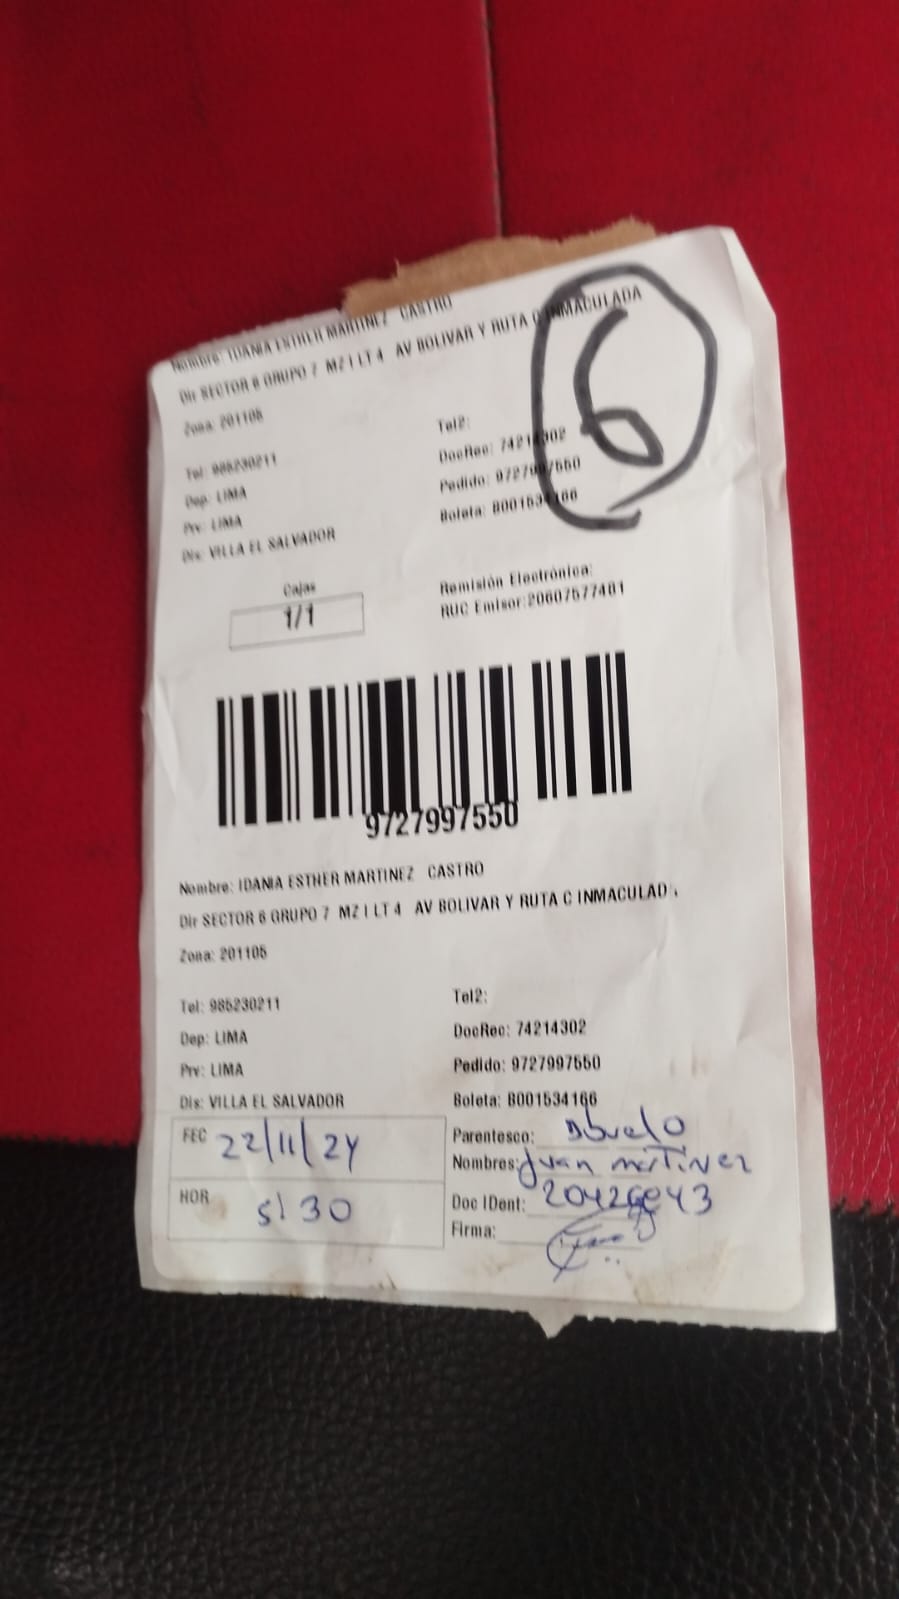 Nombre: IDANIA ESTHER MARTINEZ CASTRO
Dir SECTOR 6 GRUPO 7 MZ I LT 4 AV BOLIVAR Y RUTA C INMACULADA
Zona: 201105
Tel: 985230211
Dep: LIMA
Prv: LIMA
Dis: VILLA EL SALVADOR
Tel2:
DocRec: 74214302
Pedido: 9727997550
Boleta: B001534166
6
Cajas
1/1
Remisión Electrónica:
RUC Emisor:20607577481
9727997550
Nombre: IDANIA ESTHER MARTINEZ CASTRO
Dir SECTOR 6 GRUPO 7 MZ I LT 4 AV BOLIVAR Y RUTA C INMACULAD
Zona: 201105
Tel: 985230211
Dep: LIMA
Prv: LIMA
Dis: VILLA EL SALVADOR
Tel2:
DocRec: 74214302
Pedido: 9727997550
Boleta: B001534166
FEC 22/11/24
HOR 5:30
Parentesco: Abuelo
Nombres: Juan martinez
Doc IDent:
Firma: